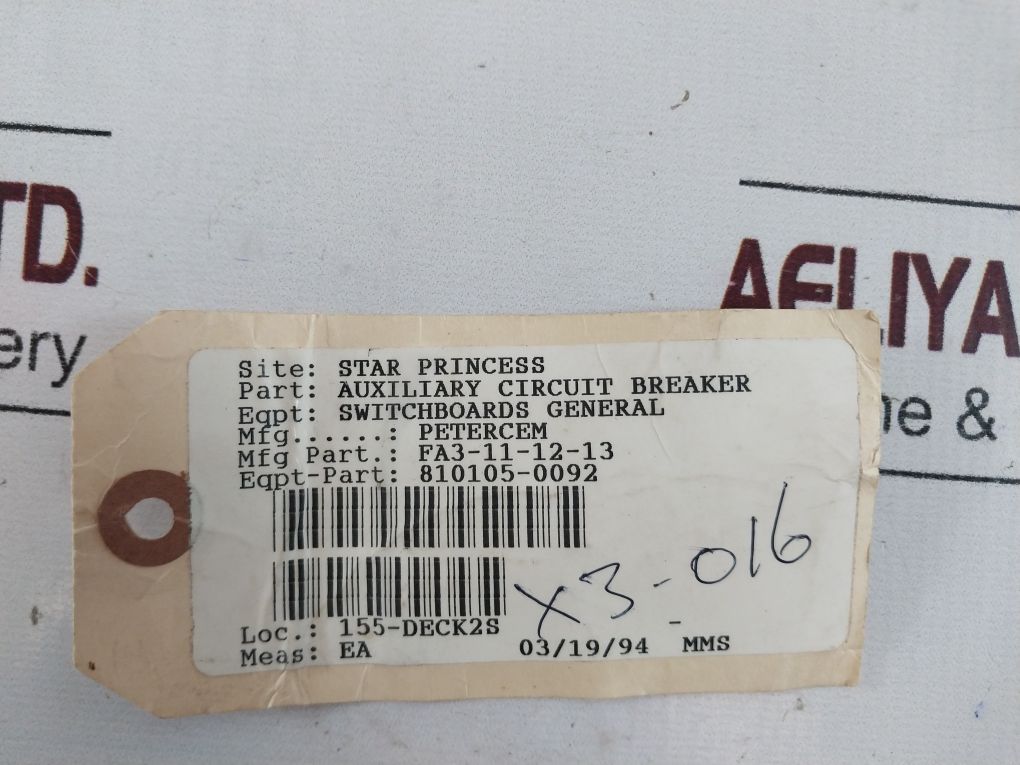 TD.
ery
AELIYA
ne &
Site: STAR PRINCESS
Part: AUXILIARY CIRCUIT BREAKER
Eqpt: SWITCHBOARDS GENERAL
Mfg......: PETERCEM
Mfg Part.: FA3-11-12-13
Eqpt-Part: 810105-0092
X3-016
Loc.: 155-DECK2S -
Meas: EA 03/19/94 MMS